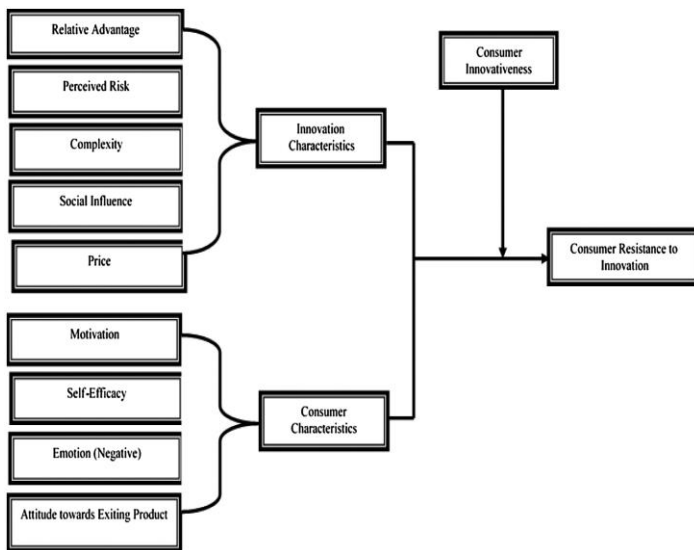 Relative Advantage
Perceived Risk
Complexity
Social Influence
Price
Innovation
Characteristics
Consumer
Innovativeness
Consumer Resistance to
Innovation
Motivation
Self-Efficacy
Emotion (Negative)
Attitude towards Exiting Product
Consumer
Characteristics